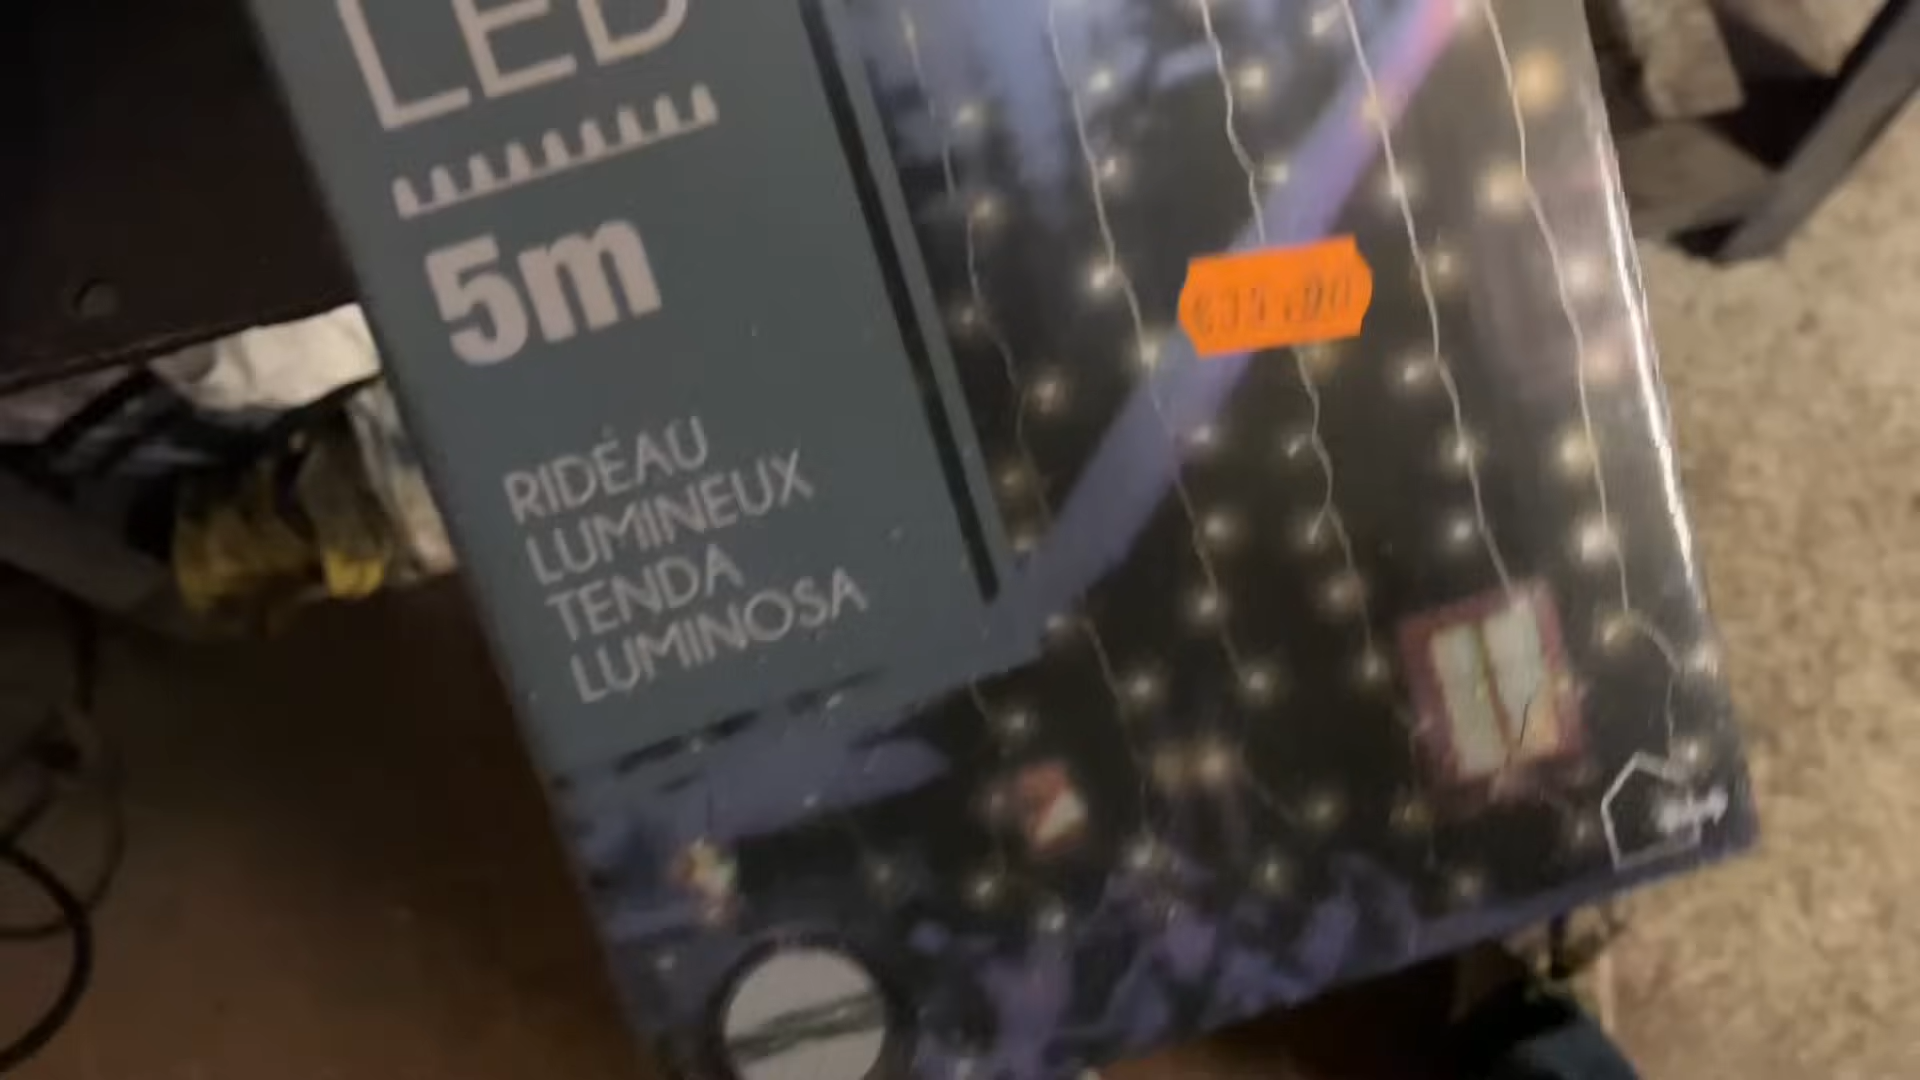 LED
5m
RIDEAU
LUMINEUX
TENDA
LUMINOSA